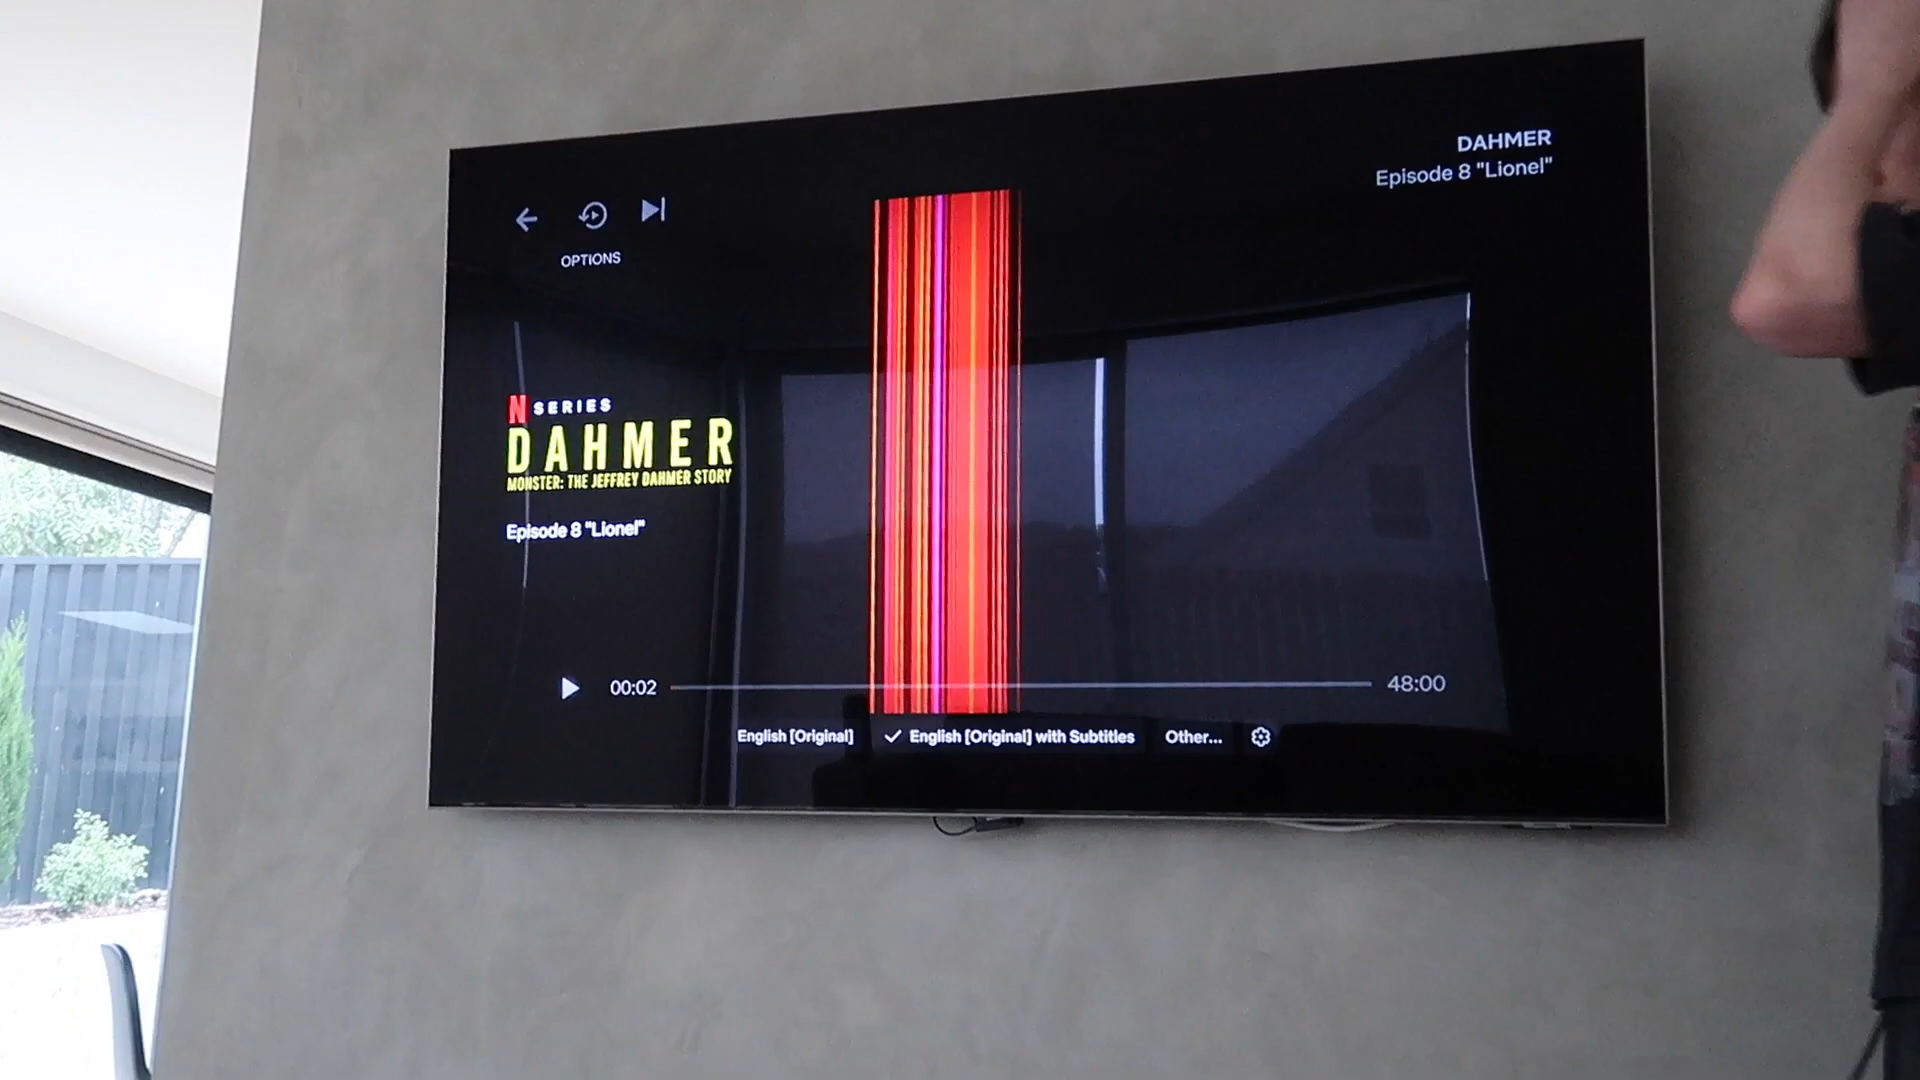 DAHMER
Episode 8 "Lionel"
OPTIONS
N SERIES
DAHMER
MONSTER: THE JEFFREY DAHMER STORY
Episode 8 "Lionel"
00:02
48:00
English [Original]
English [Original] with Subtitles
Other...